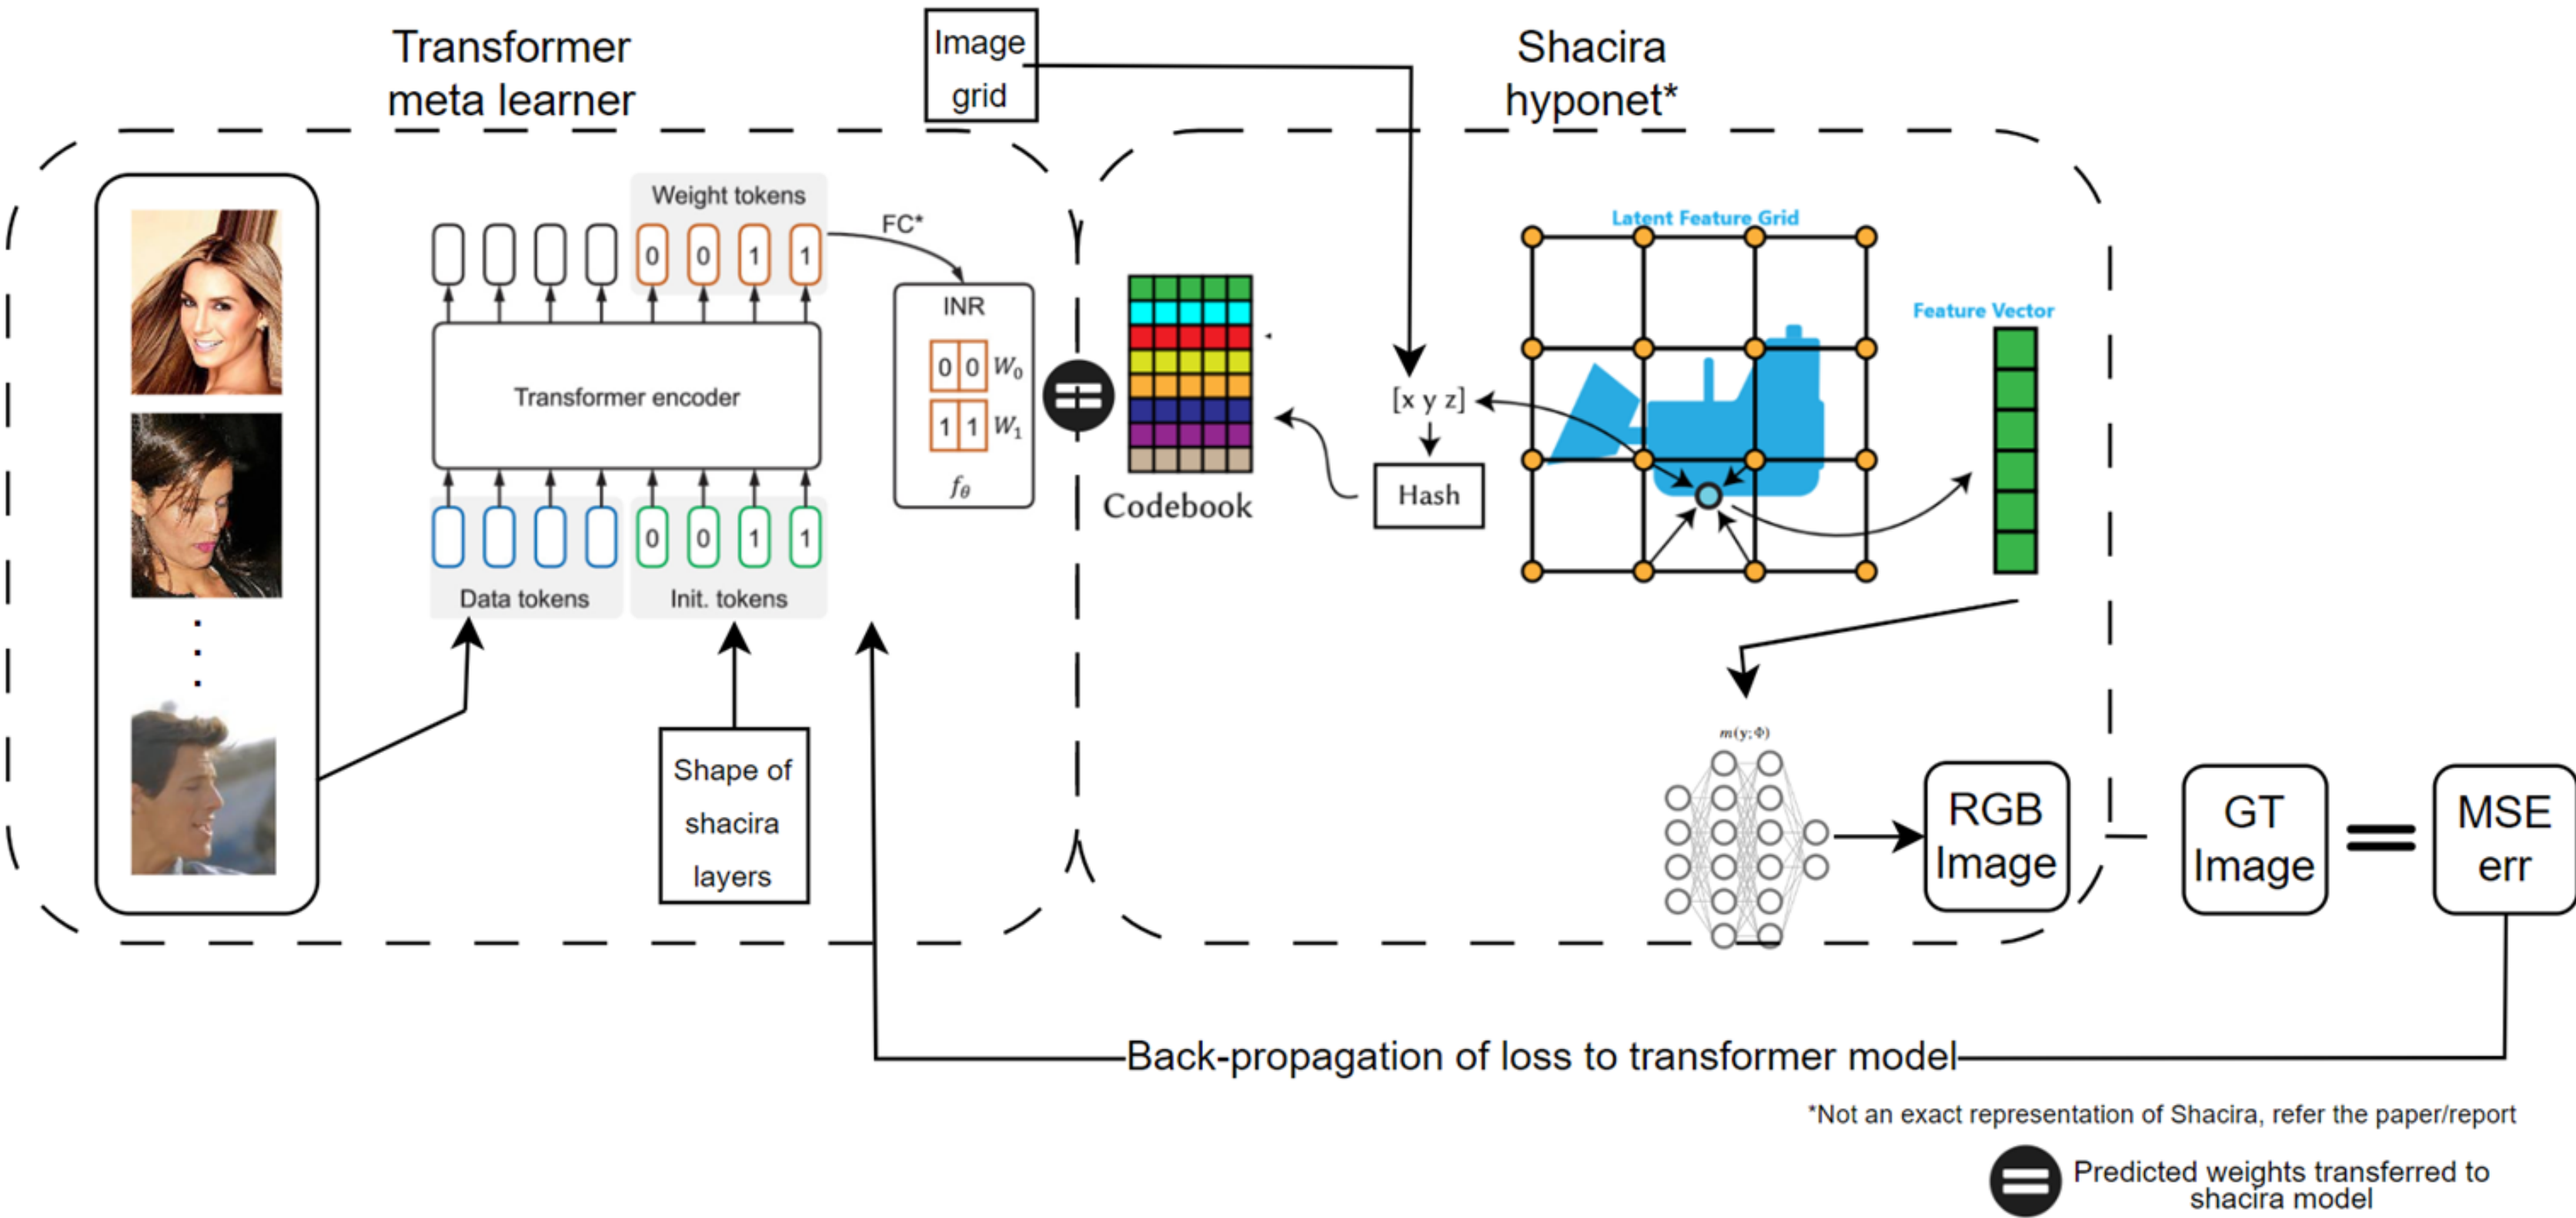 Transformer
meta learner
Image
grid
Shacira
hyponet*
Weight tokens
0 0 1 1
FC*
INR
0 0 W0
1 1 W1
fθ
Transformer encoder
0 0 1 1
Data tokens
Init. tokens
Shape of
shacira
layers
Codebook
[x y z]
Hash
Latent Feature Grid
Feature Vector
m(y; Φ)
RGB
Image
GT
Image
MSE
err
Back-propagation of loss to transformer model
*Not an exact representation of Shacira, refer the paper/report
Predicted weights transferred to
shacira model